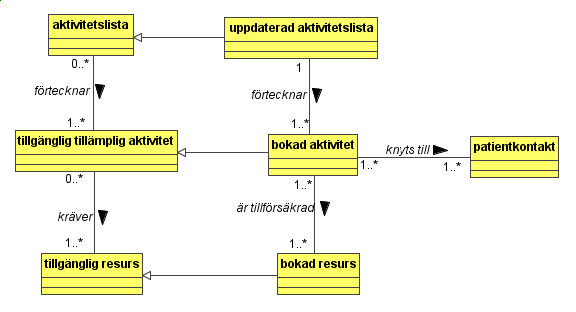 aktivitetslista
uppdaterad aktivitetslista
0..*
1
förtecknar
förtecknar
1..*
1..*
tillgänglig tillämplig aktivitet
bokad aktivitet
knyts till
patientkontakt
1..*
1..*
0..*
1..*
kräver
är tillförsäkrad
1..*
1..*
tillgänglig resurs
bokad resurs